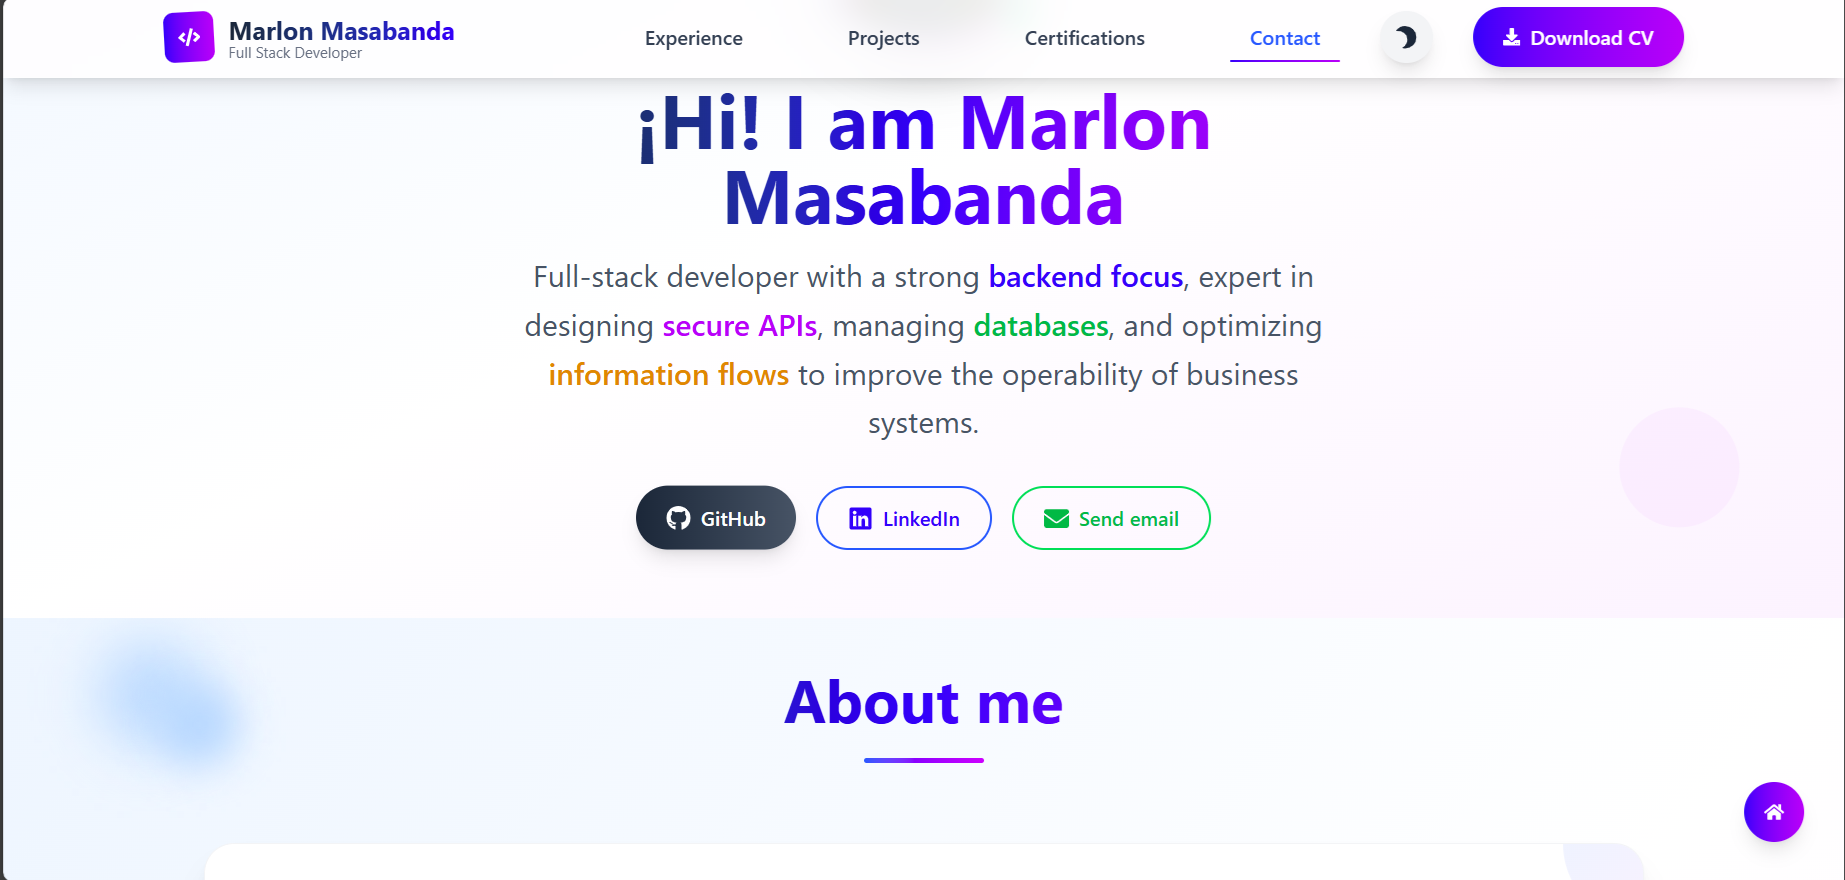 Marlon Masabanda
Full Stack Developer
Experience
Projects
Certifications
Contact
Download CV
¡Hi! I am Marlon
Masabanda
Full-stack developer with a strong backend focus, expert in
designing secure APIs, managing databases, and optimizing
information flows to improve the operability of business
systems.
GitHub
LinkedIn
Send email
About me